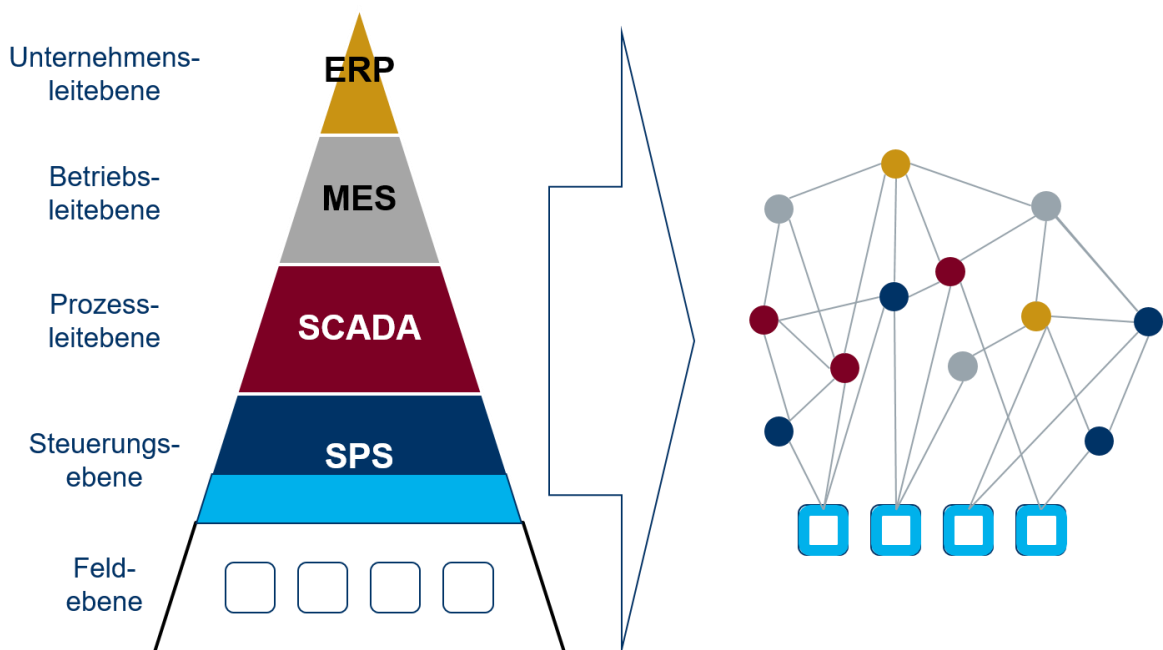 Unternehmens-
leitebene
ERP
Betriebs-
leitebene
MES
Prozess-
leitebene
SCADA
Steuerungs-
ebene
SPS
Feld-
ebene